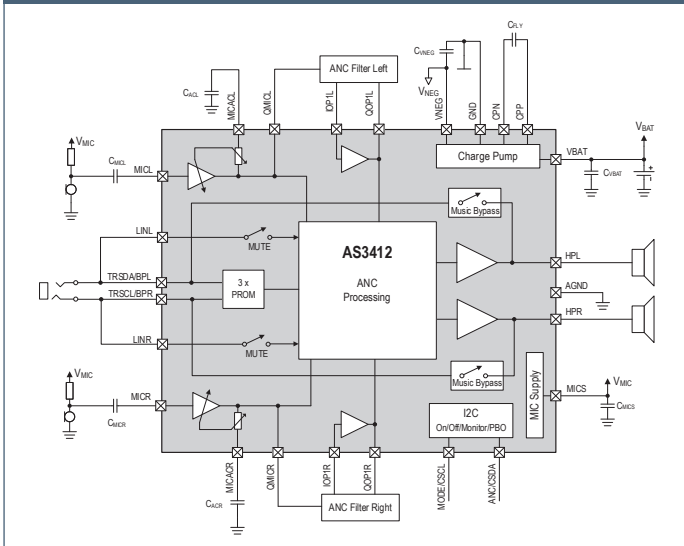 CFLY
CVNEG
ANC Filter Left
VNEG
CACL
MICACL
QMICL
IOP1L
QOP1L
VNEG
GND
CPN
CPP
VMIC
VBAT
CMICL
MICL
Charge Pump
VBAT
CVBAT
LINL
MUTE
Music Bypass
AS3412
ANC
Processing
TRSDA/BPL
TRSCL/BPR
3 x
PROM
HPL
AGND
HPR
LINR
MUTE
Music Bypass
VMIC
MICR
CMICR
MIC Supply
MICS
VMIC
CMICS
I2C
On/Off/Monitor/PBO
MICACR
QMICR
IOP1R
QOP1R
MODE/CSCL
ANC/CSDA
CACR
ANC Filter Right